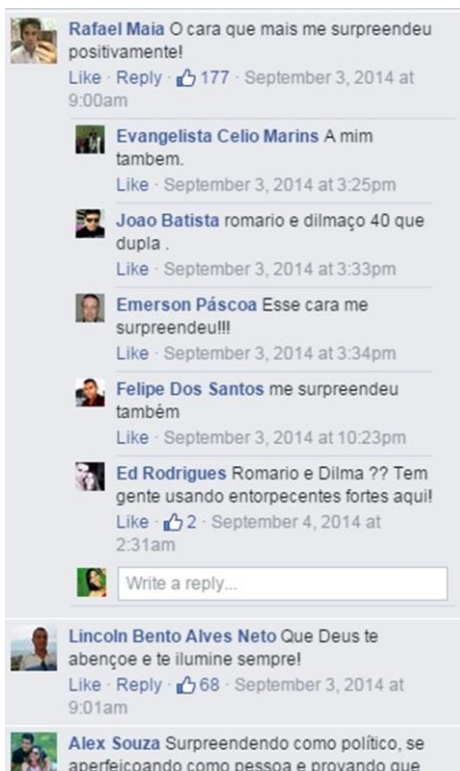 Rafael Maia O cara que mais me surpreendeu
positivamente!
Like · Reply · 177 · September 3, 2014 at
9:00am
Evangelista Celio Marins A mim
tambem.
Like · September 3, 2014 at 3:25pm
Joao Batista romario e dilmaço 40 que
dupla .
Like · September 3, 2014 at 3:33pm
Emerson Páscoa Esse cara me
surpreendeu!!!
Like · September 3, 2014 at 3:34pm
Felipe Dos Santos me surpreendeu
também
Like · September 3, 2014 at 10:23pm
Ed Rodrigues Romario e Dilma ?? Tem
gente usando entorpecentes fortes aqui!
Like · 2 · September 4, 2014 at
2:31am
Write a reply...
Lincoln Bento Alves Neto Que Deus te
abençoe e te ilumine sempre!
Like · Reply · 68 · September 3, 2014 at
9:01am
Alex Souza Surpreendendo como político, se
aperfeiçoando como pessoa e provando que